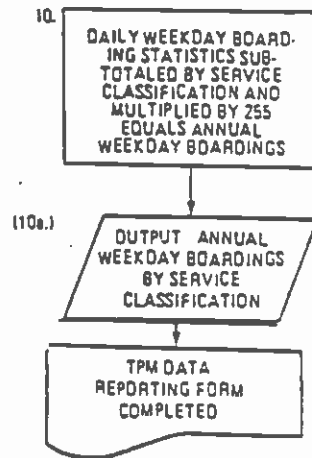 10.
DAILY WEEKDAY BOARD-
ING STATISTICS SUB-
TOTALED BY SERVICE
CLASSIFICATION AND
MULTIPLIED BY 255
EQUALS ANNUAL
WEEKDAY BOARDINGS
(10a.)
OUTPUT ANNUAL
WEEKDAY BOARDINGS
BY SERVICE
CLASSIFICATION
TPM DATA
REPORTING FORM
COMPLETED